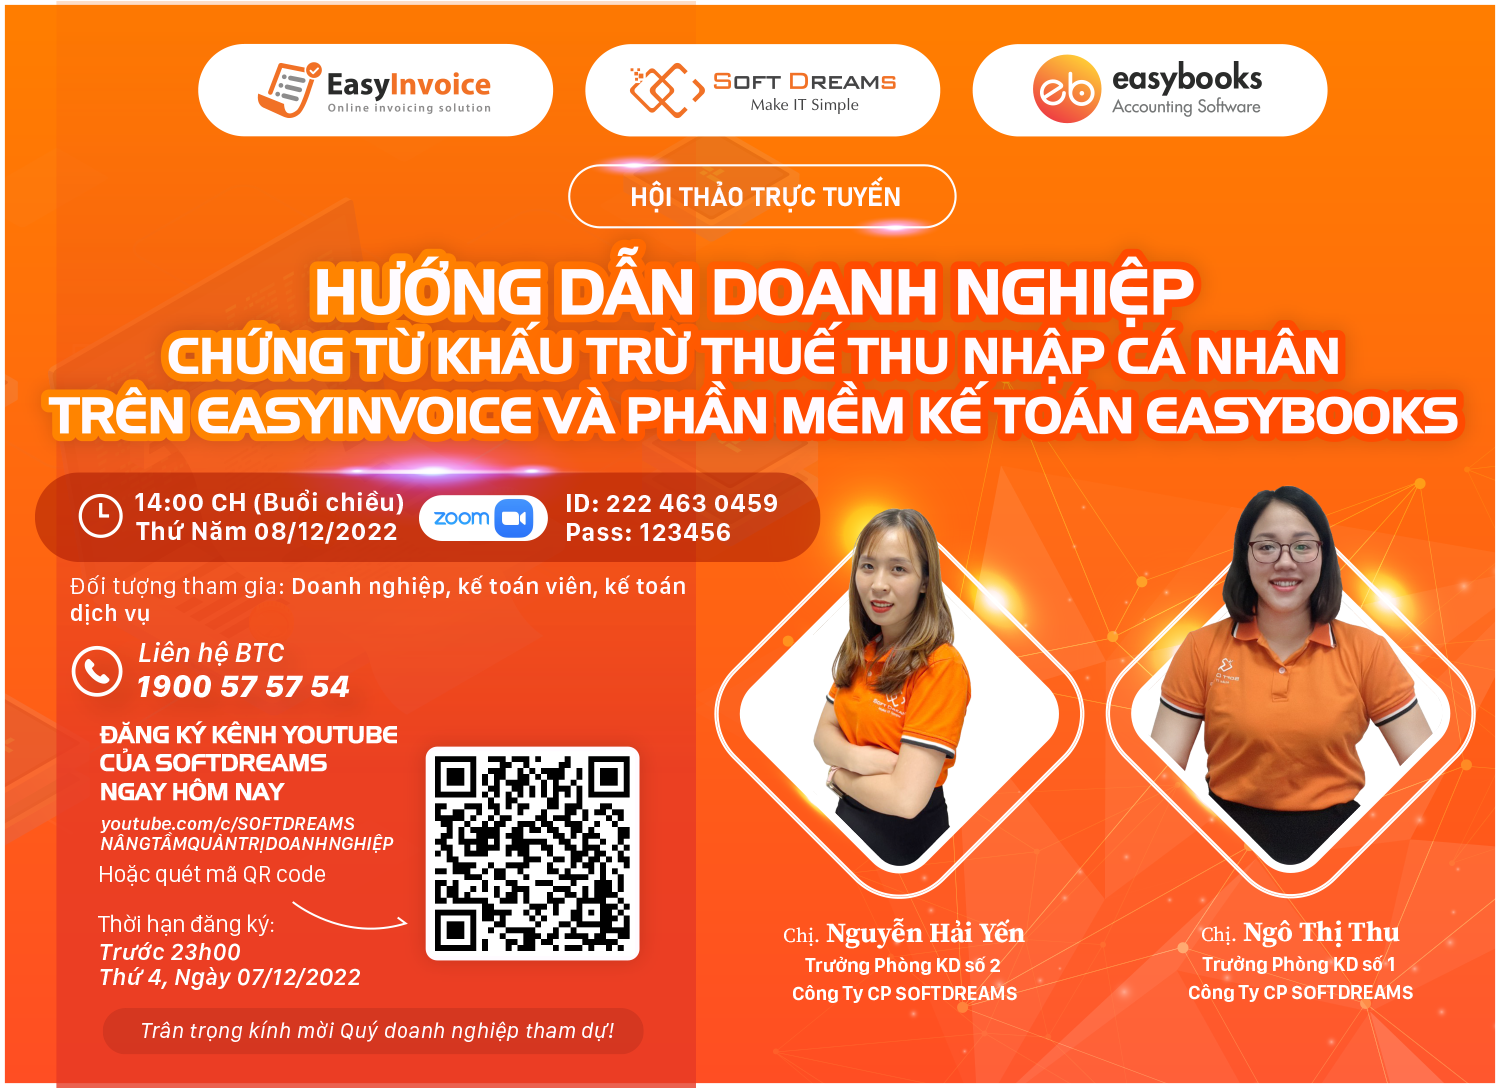 EasyInvoice
Online invoicing solution
SOFT DREAMS
Make IT Simple
eb
easybooks
Accounting Software
HỘI THẢO TRỰC TUYẾN
HƯỚNG DẪN DOANH NGHIỆP
CHỨNG TỪ KHẤU TRỪ THUẾ THU NHẬP CÁ NHÂN
TRÊN EASYINVOICE VÀ PHẦN MỀM KẾ TOÁN EASYBOOKS
14:00 CH (Buổi chiều)
Thứ Năm 08/12/2022
zoom
ID: 222 463 0459
Pass: 123456
Đối tượng tham gia: Doanh nghiệp, kế toán viên, kế toán
dịch vụ
Liên hệ BTC
1900 57 57 54
ĐĂNG KÝ KÊNH YOUTUBE
CỦA SOFTDREAMS
NGAY HÔM NAY
youtube.com/c/SOFTDREAMS
NÂNGTẦMQUẢNTRỊDOANHNGHIỆP
Hoặc quét mã QR code
Thời hạn đăng ký:
Trước 23h00
Thứ 4, Ngày 07/12/2022
Trân trọng kính mời Quý doanh nghiệp tham dự!
Chị. Nguyễn Hải Yến
Trưởng Phòng KD số 2
Công Ty CP SOFTDREAMS
Chị. Ngô Thị Thu
Trưởng Phòng KD số 1
Công Ty CP SOFTDREAMS